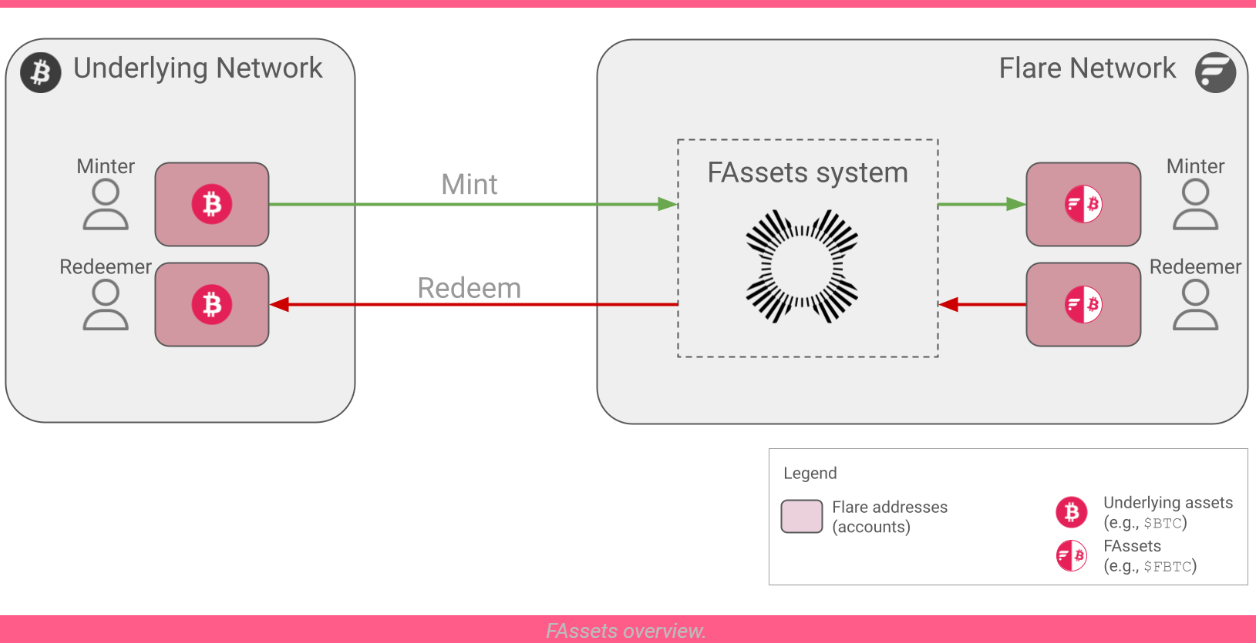 Underlying Network
Flare Network
Minter
Mint
FAssets system
Minter
Redeemer
Redeem
Redeemer
Legend
Flare addresses
(accounts)
Underlying assets
(e.g., $BTC)
FAssets
(e.g., $FBTC)
FAssets overview.